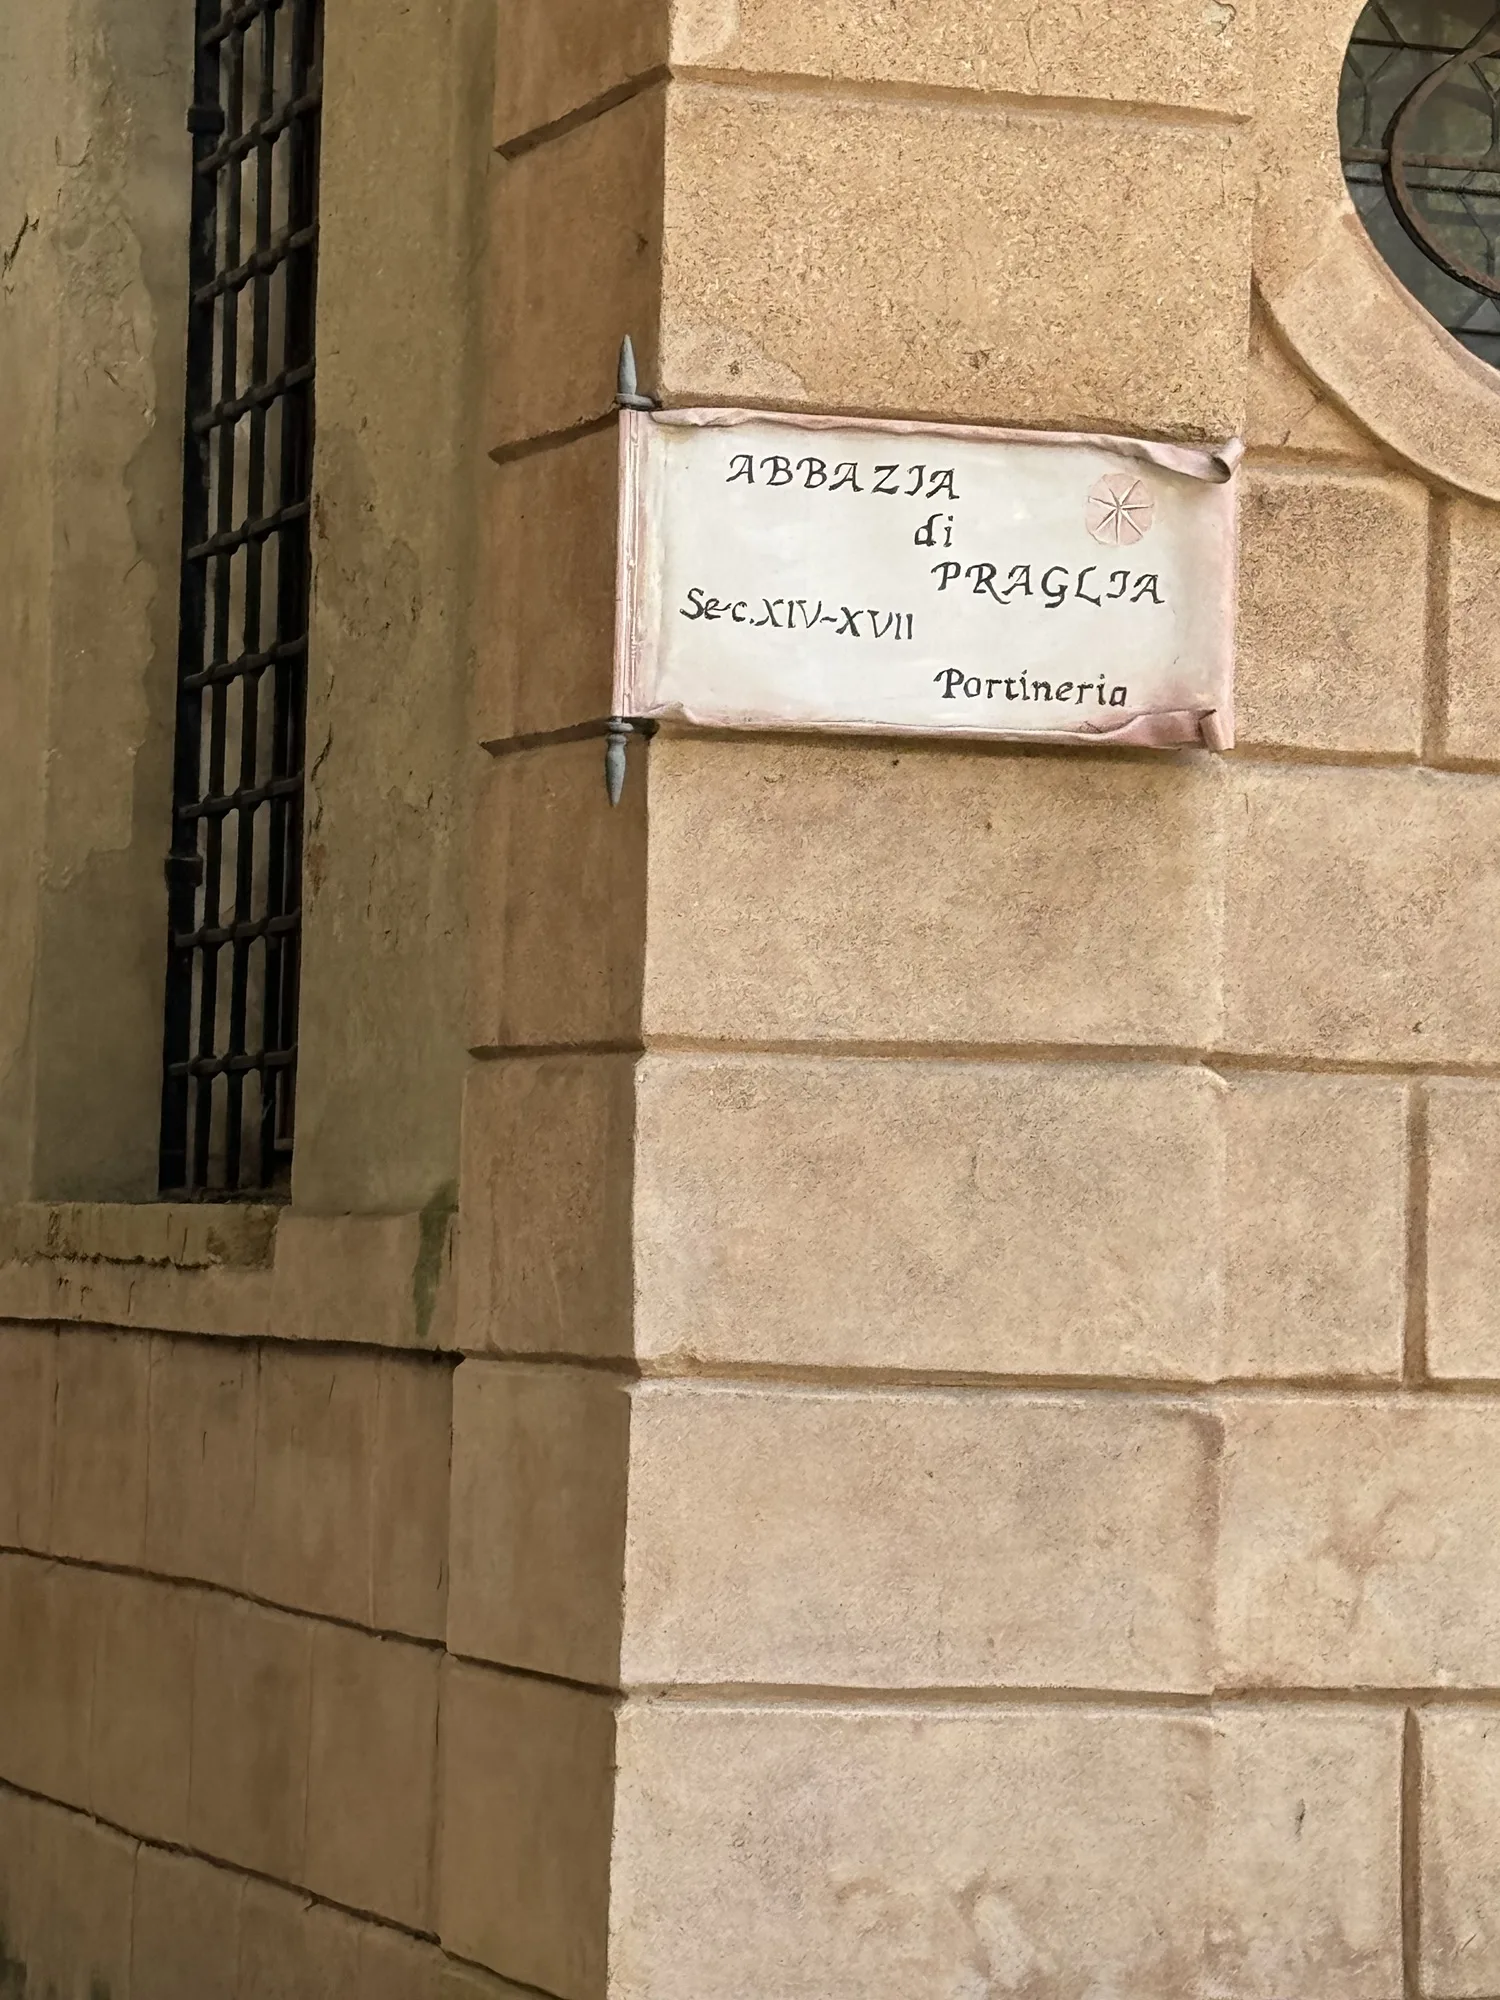 ABBAZIA
di
PRAGLIA
Sec.XIV-XVII
Portineria